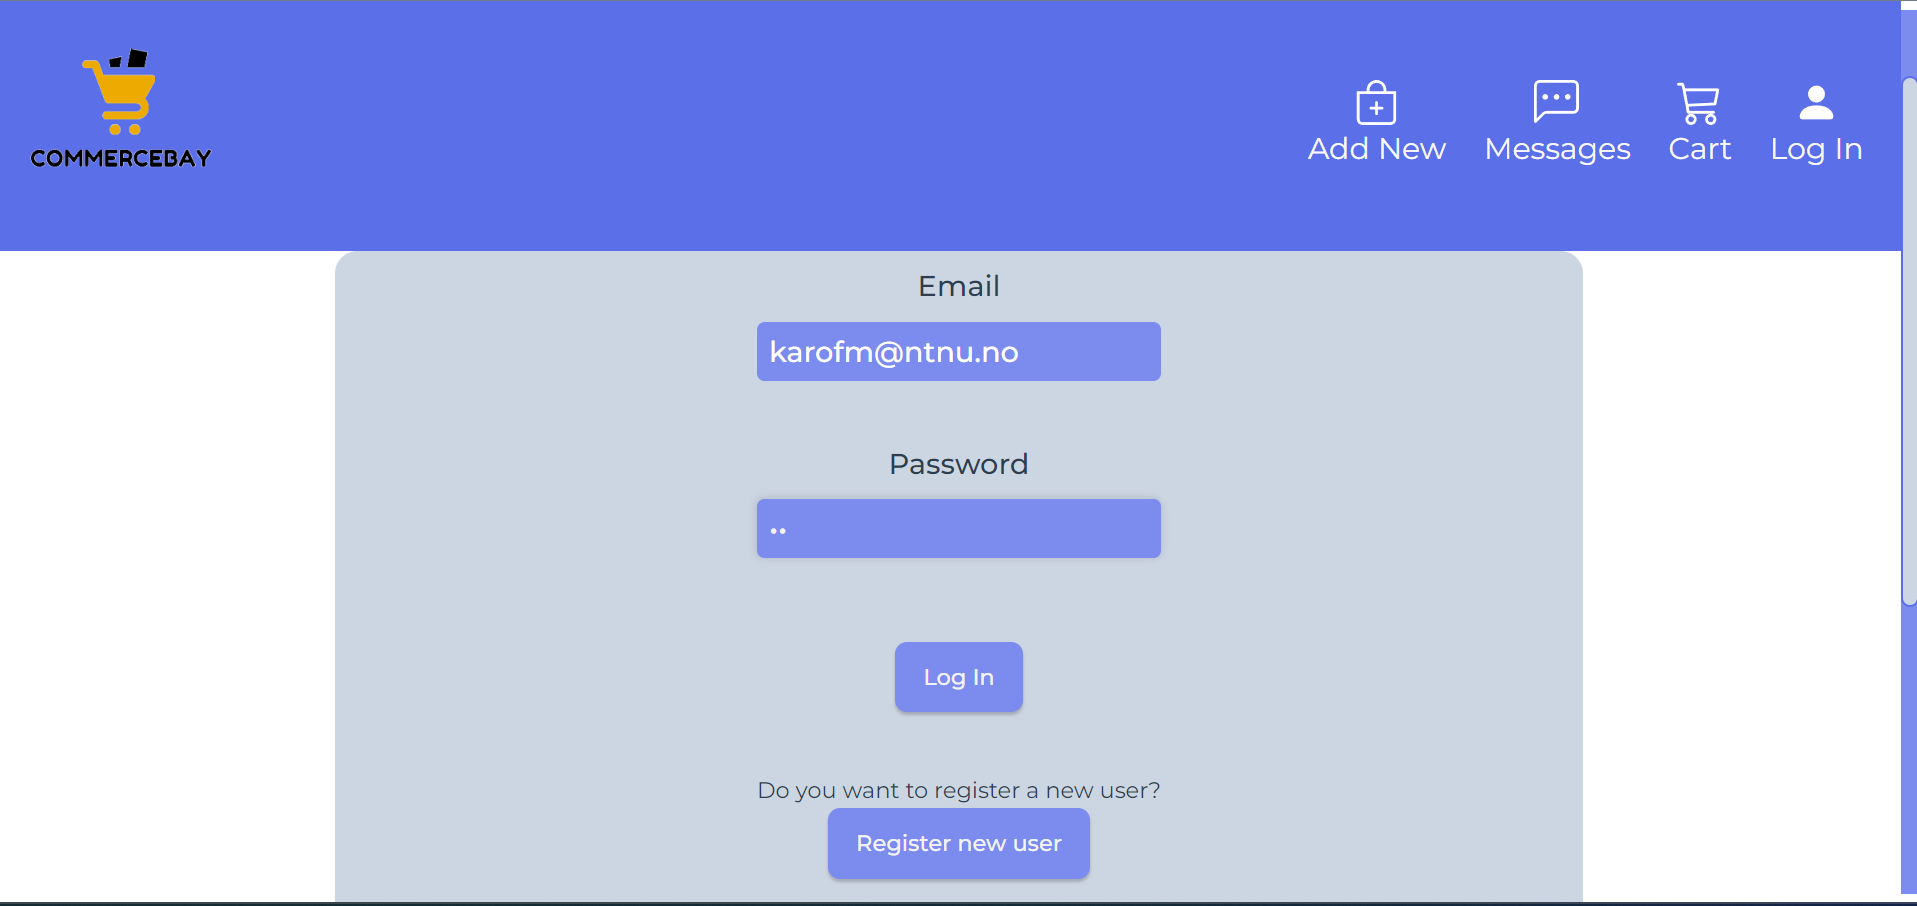 COMMERCEBAY
Add New
Messages
Cart
Log In
Email
karofm@ntnu.no
Password
••
Log In
Do you want to register a new user?
Register new user